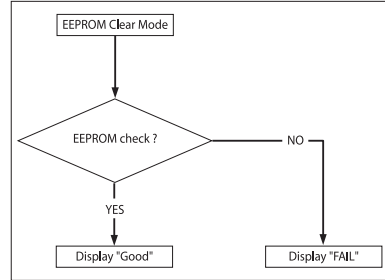 EEPROM Clear Mode
EEPROM check ?
NO
YES
Display "Good"
Display "FAIL"